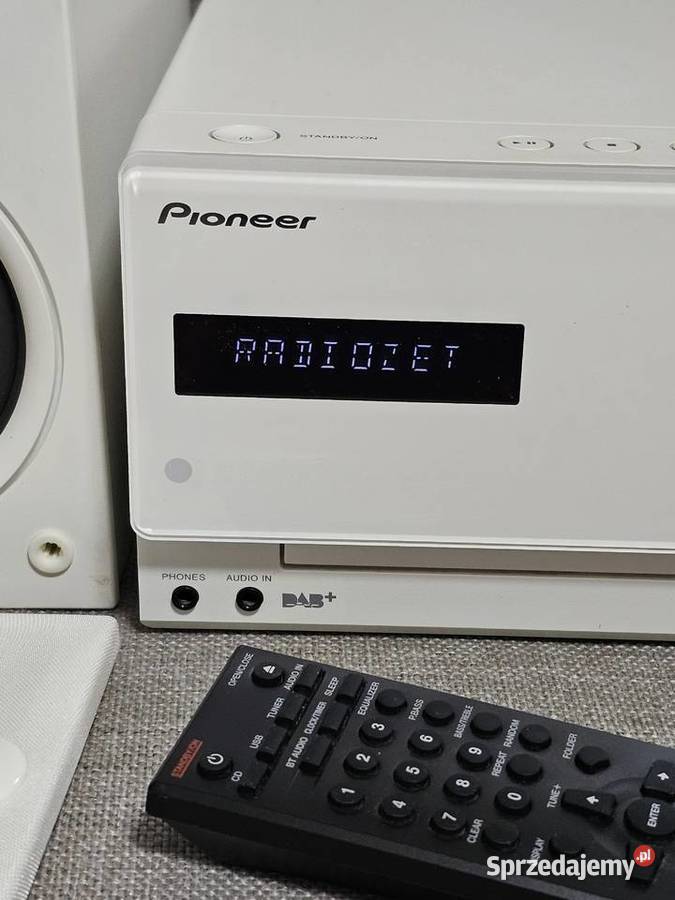 STANDBY/ON
Pioneer
RADIOZET
PHONES
AUDIO IN
DAB+
OPEN/CLOSE
AUDIO IN
SLEEP
TUNER
CLOCK/TIMER
EQUALIZER
P.BASS
BASS/TREBLE
USB
BT AUDIO
3
6
9
RANDOM
FOLDER
STANDBY/ON
CD
2
5
8
REPEAT
TUNE+
1
4
7
0
ENTER
CLEAR
DISPLAY
Sprzedajemy.pl